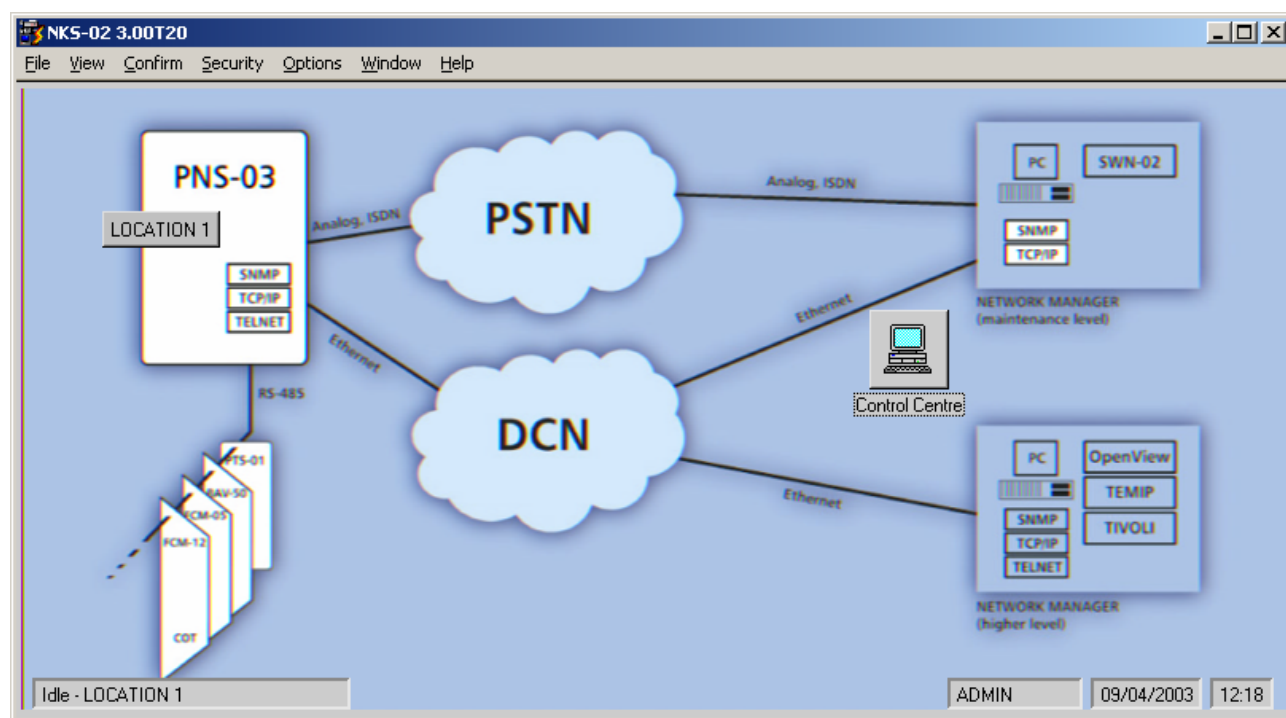 NKS-02 3.00T20
File View Confirm Security Options Window Help
PNS-03
LOCATION 1
SNMP
TCP/IP
TELNET
Analog, ISDN
Ethernet
RS-485
PSTN
DCN
Analog, ISDN
Ethernet
Ethernet
PC
SWN-02
SNMP
TCP/IP
NETWORK MANAGER
(maintenance level)
Control Centre
PC
OpenView
TEMIP
TIVOLI
SNMP
TCP/IP
TELNET
NETWORK MANAGER
(higher level)
PTS-01
BAV-50
FCM-05
FCM-12
COT
Idle - LOCATION 1
ADMIN
09/04/2003
12:18